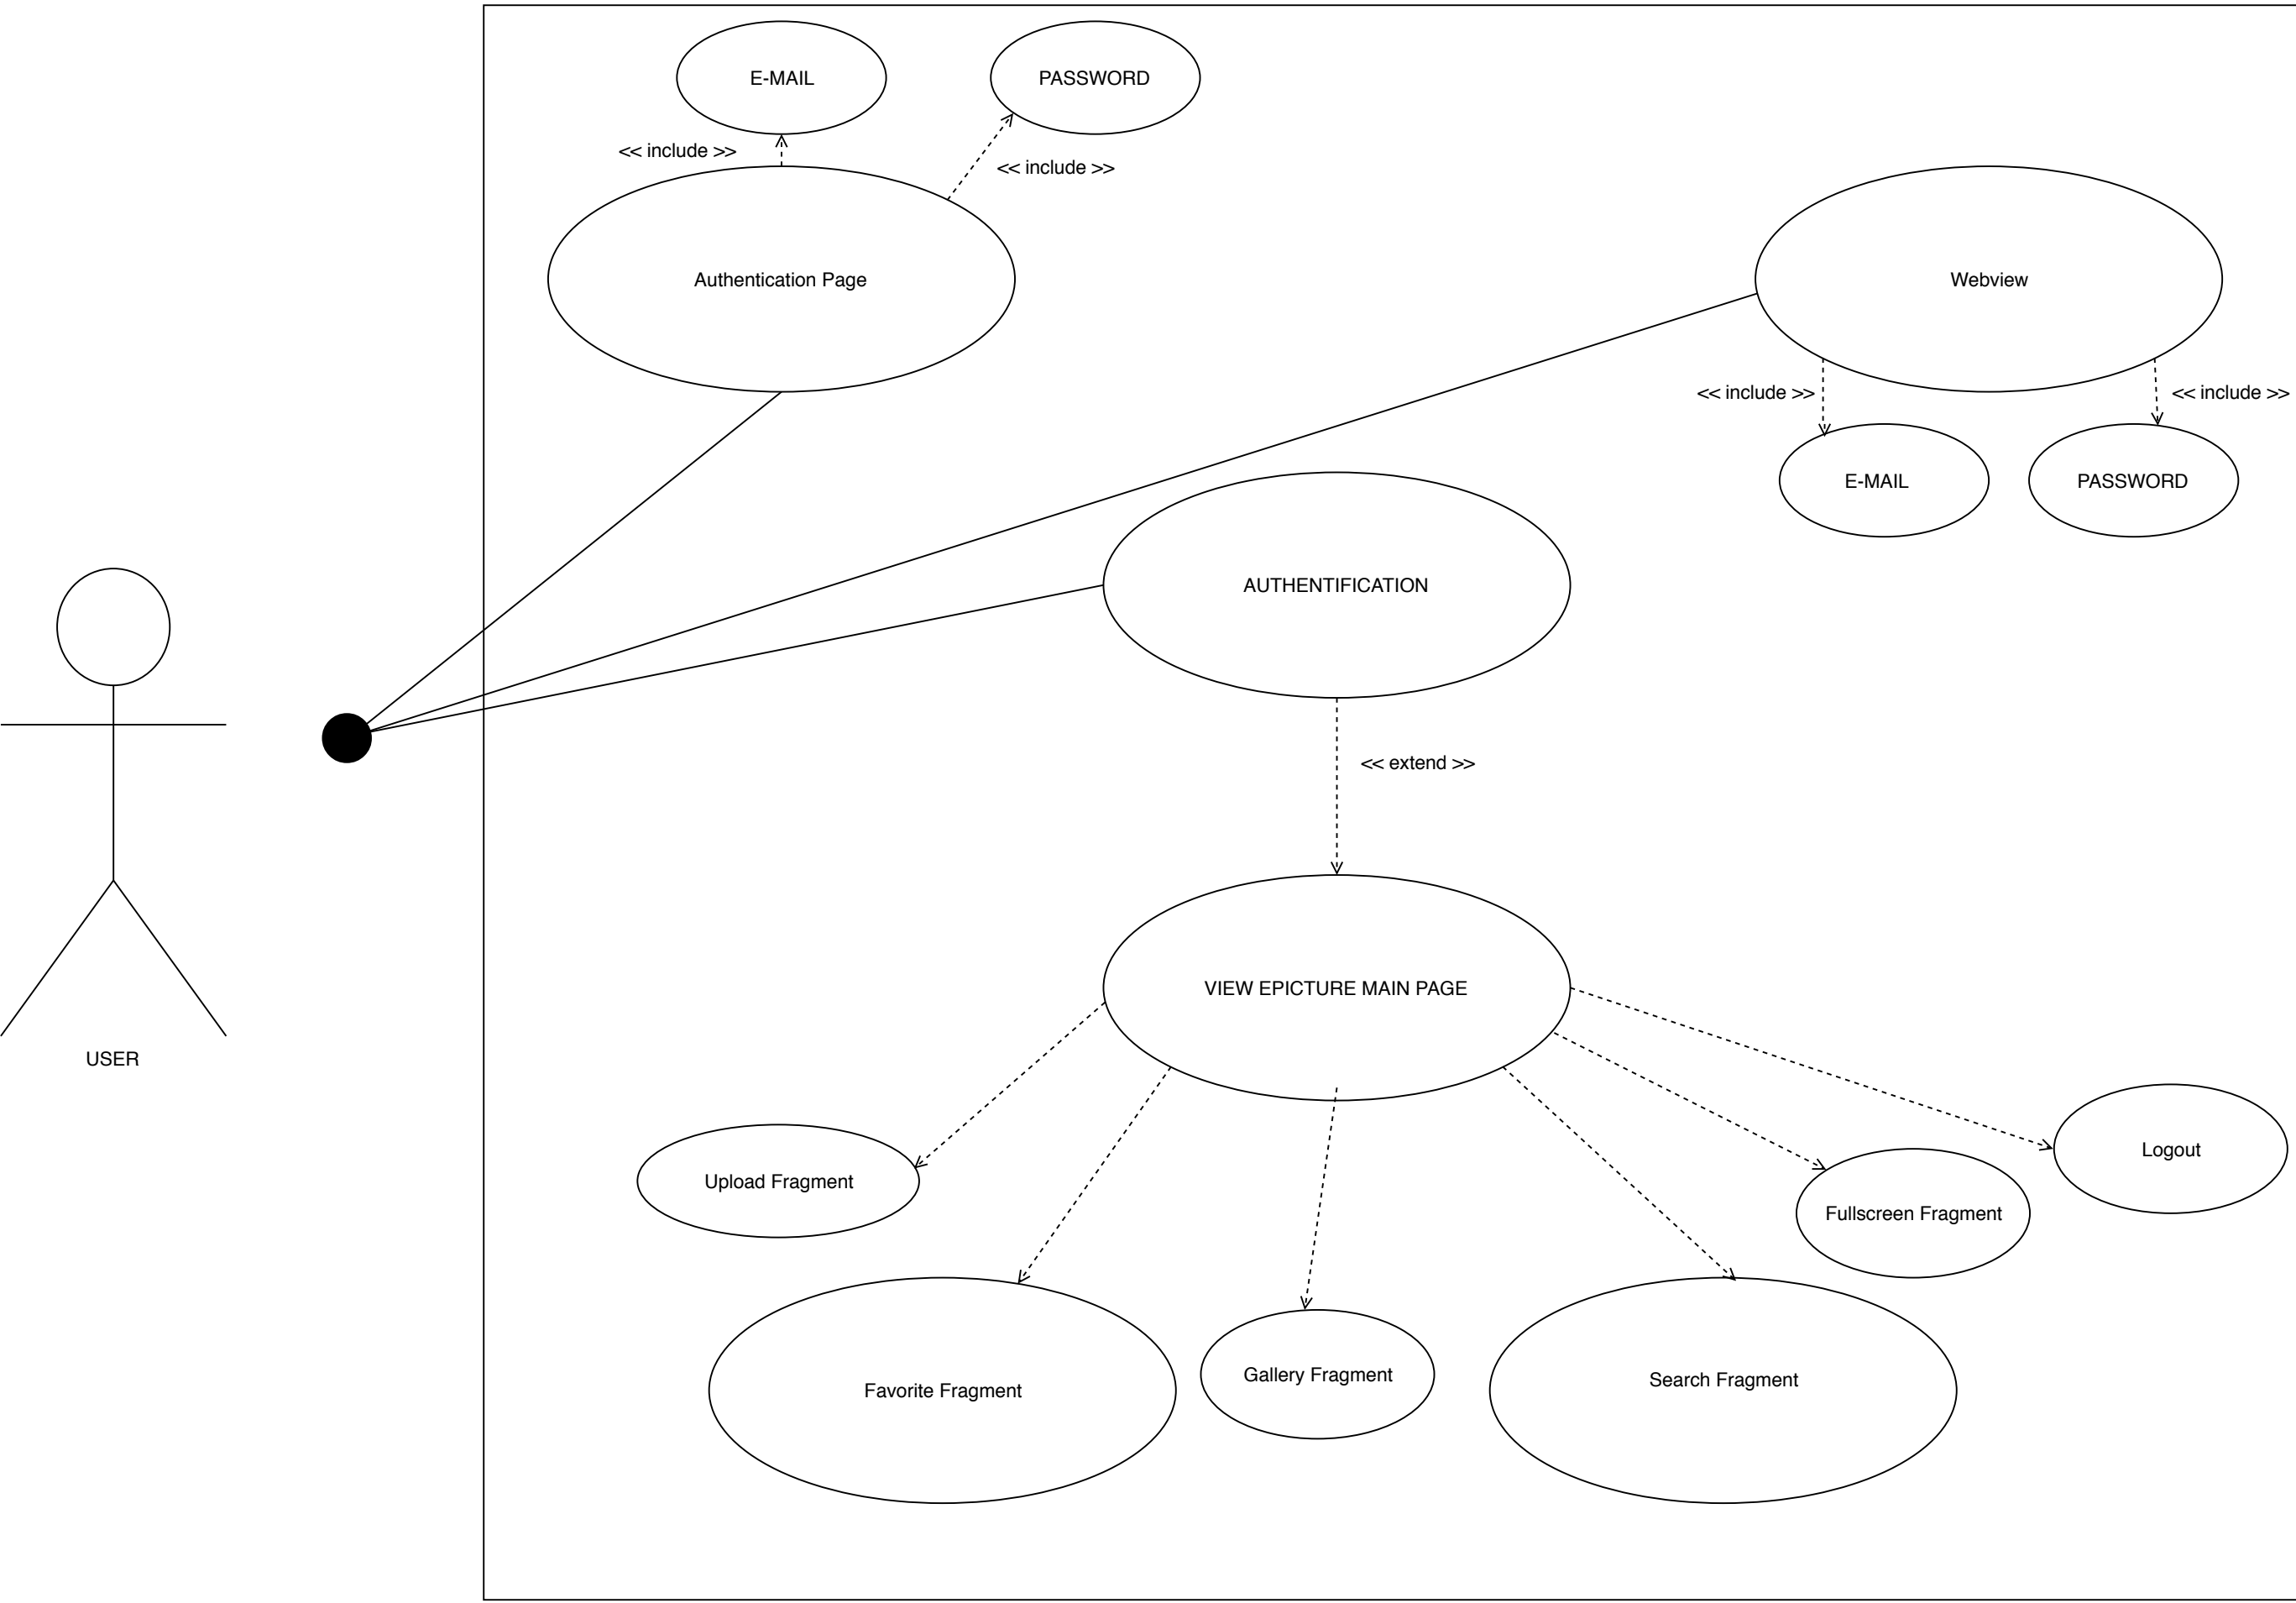 E-MAIL
PASSWORD
<< include >>
<< include >>
Authentication Page
Webview
<< include >>
<< include >>
E-MAIL
PASSWORD
AUTHENTIFICATION
<< extend >>
VIEW EPICTURE MAIN PAGE
USER
Upload Fragment
Logout
Fullscreen Fragment
Favorite Fragment
Gallery Fragment
Search Fragment